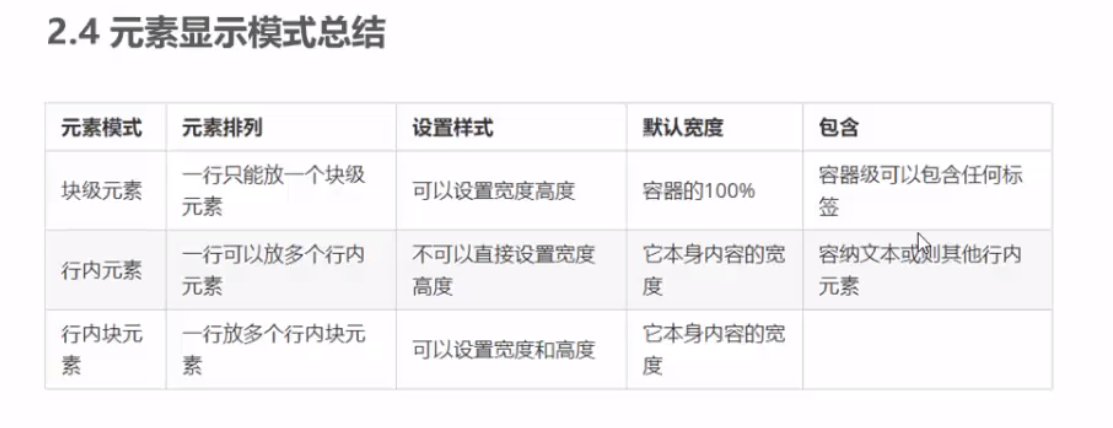 2.4 元素显示模式总结
元素模式 元素排列 设置样式 默认宽度 包含
块级元素 一行只能放一个块级元素 可以设置宽度高度 容器的100% 容器级可以包含任何标签
行内元素 一行可以放多个行内元素 不可以直接设置宽度高度 它本身内容的宽度 容纳文本或则其他行内元素
行内块元素 一行放多个行内块元素 可以设置宽度和高度 它本身内容的宽度